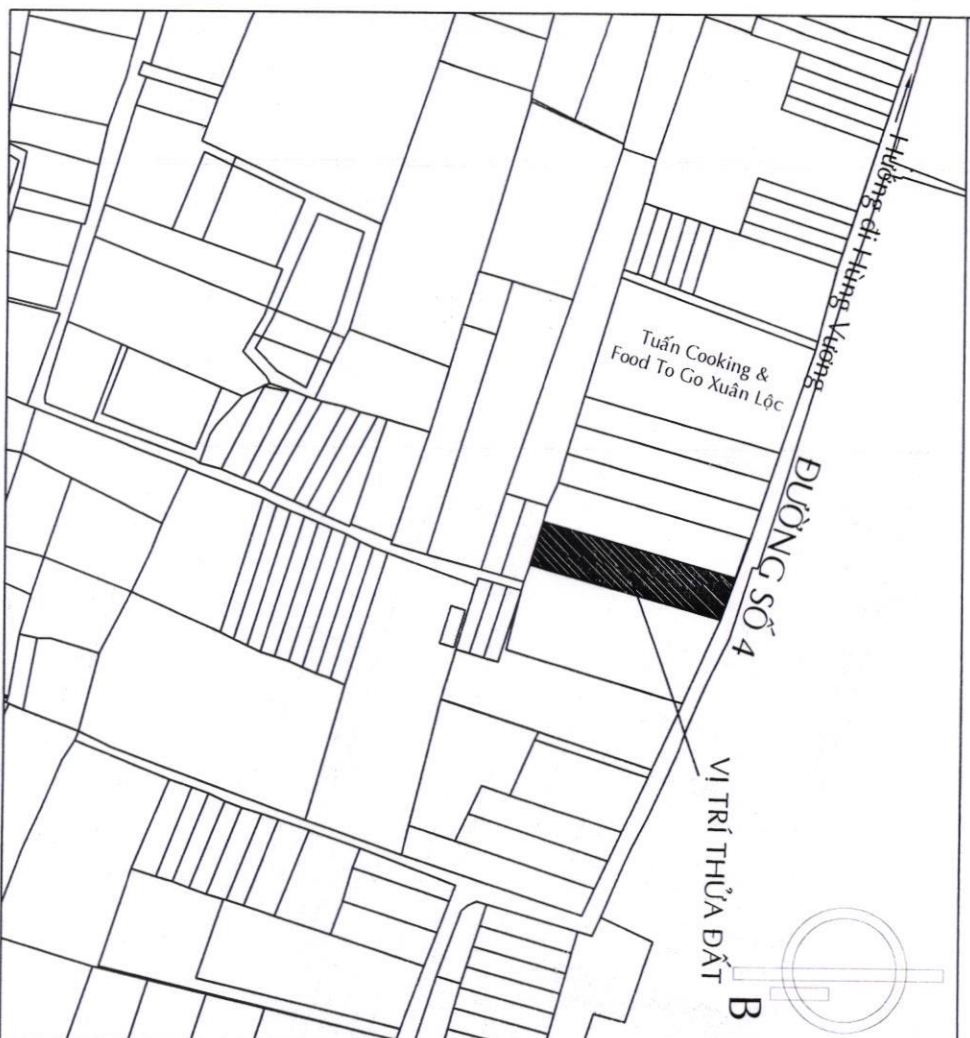 Hướng đi Hùng Vương
Tuấn Cooking &
Food To Go Xuân Lộc
ĐƯỜNG SỐ 4
VỊ TRÍ THỬA ĐẤT
B